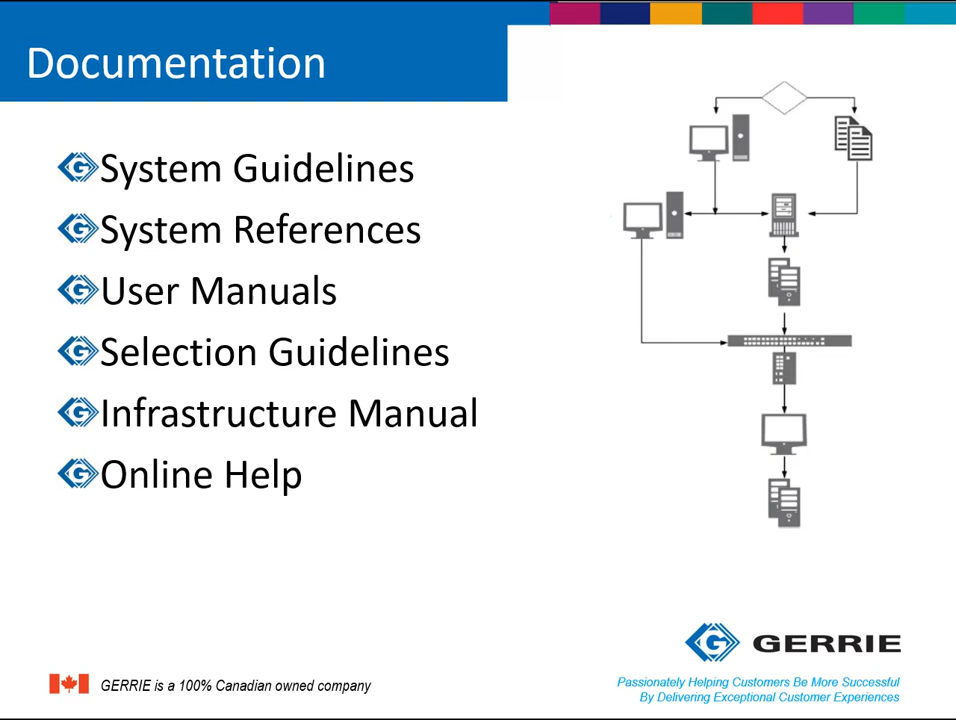 Documentation
System Guidelines
System References
User Manuals
Selection Guidelines
Infrastructure Manual
Online Help
GERRIE
Passionately Helping Customers Be More Successful
By Delivering Exceptional Customer Experiences
GERRIE is a 100% Canadian owned company